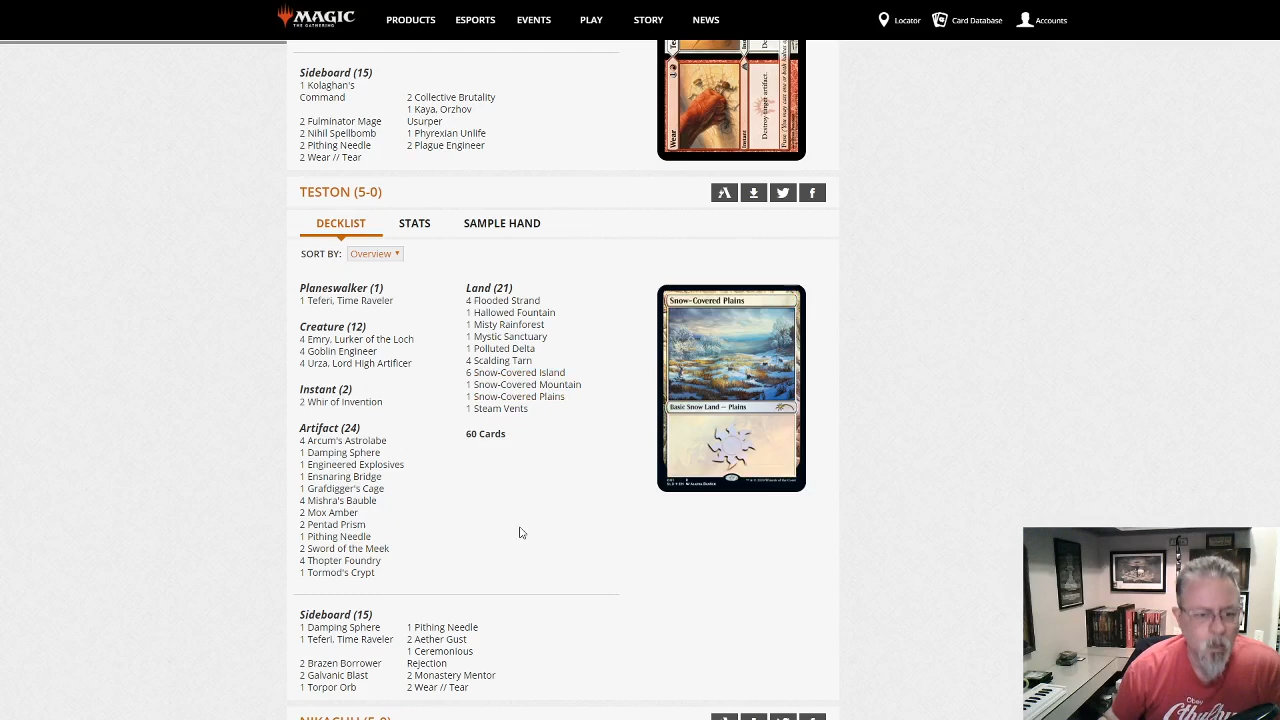 MAGIC
THE GATHERING
PRODUCTS
ESPORTS
EVENTS
PLAY
STORY
NEWS
Locator
Card Database
Accounts
Sideboard (15)
1 Kolaghan's
Command
2 Fulminator Mage
2 Nihil Spellbomb
2 Pithing Needle
2 Wear // Tear
2 Collective Brutality
1 Kaya, Orzhov
Usurper
1 Phyrexian Unlife
2 Plague Engineer
Wear
Instant
Destroy target artifact.
TESTON (5-0)
DECKLIST
STATS
SAMPLE HAND
SORT BY: Overview
Planeswalker (1)
1 Teferi, Time Raveler
Creature (12)
4 Emry, Lurker of the Loch
4 Goblin Engineer
4 Urza, Lord High Artificer
Instant (2)
2 Whir of Invention
Artifact (24)
4 Arcum's Astrolabe
1 Damping Sphere
1 Engineered Explosives
1 Ensnaring Bridge
1 Grafdigger's Cage
4 Mishra's Bauble
2 Mox Amber
2 Pentad Prism
1 Pithing Needle
2 Sword of the Meek
4 Thopter Foundry
1 Tormod's Crypt
Land (21)
4 Flooded Strand
1 Hallowed Fountain
1 Misty Rainforest
1 Mystic Sanctuary
1 Polluted Delta
4 Scalding Tarn
6 Snow-Covered Island
1 Snow-Covered Mountain
1 Snow-Covered Plains
1 Steam Vents
60 Cards
Snow-Covered Plains
Basic Snow Land — Plains
Sideboard (15)
1 Damping Sphere
1 Teferi, Time Raveler
2 Brazen Borrower
2 Galvanic Blast
1 Torpor Orb
1 Pithing Needle
2 Aether Gust
1 Ceremonious
Rejection
2 Monastery Mentor
2 Wear // Tear
Obey